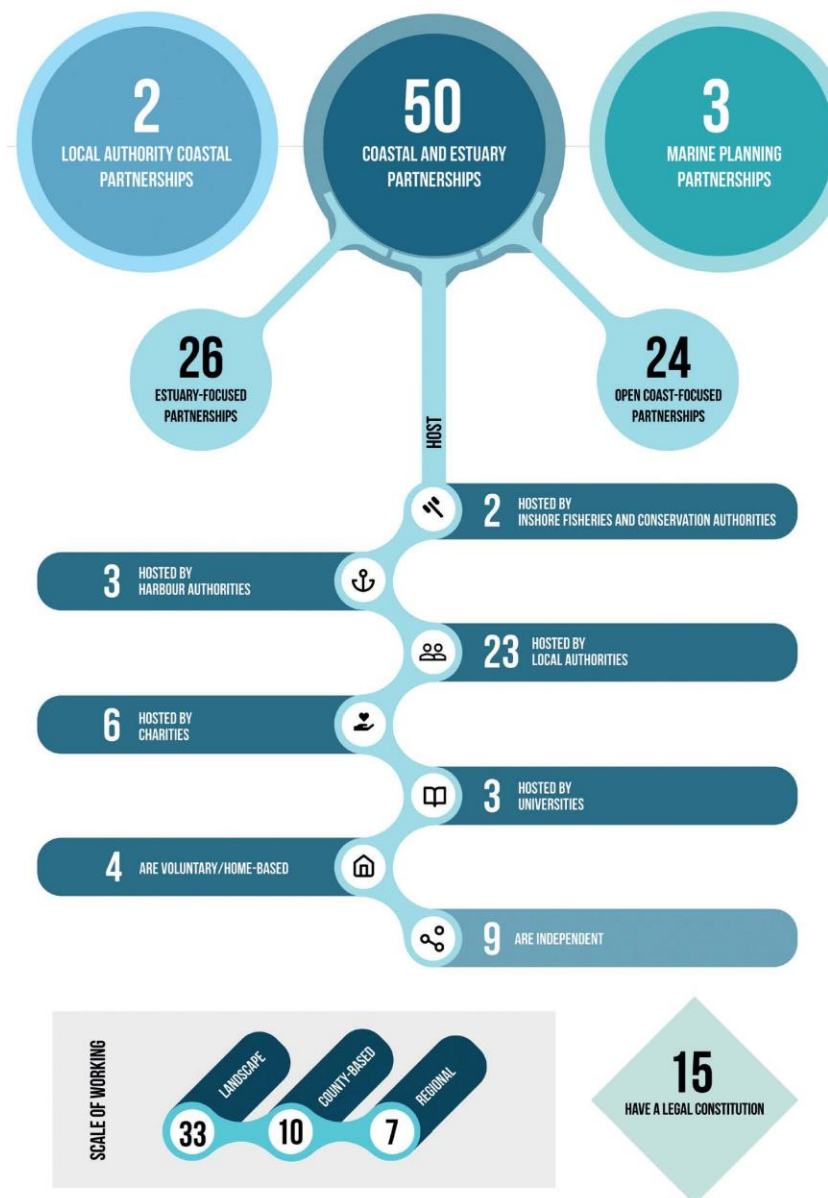 2
LOCAL AUTHORITY COASTAL
PARTNERSHIPS
50
COASTAL AND ESTUARY
PARTNERSHIPS
3
MARINE PLANNING
PARTNERSHIPS
26
ESTUARY-FOCUSED
PARTNERSHIPS
24
OPEN COAST-FOCUSED
PARTNERSHIPS
HOST
2
HOSTED BY
INSHORE FISHERIES AND CONSERVATION AUTHORITIES
3
HOSTED BY
HARBOUR AUTHORITIES
23
HOSTED BY
LOCAL AUTHORITIES
6
HOSTED BY
CHARITIES
3
HOSTED BY
UNIVERSITIES
4 ARE VOLUNTARY/HOME-BASED
9 ARE INDEPENDENT
SCALE OF WORKING
LANDSCAPE
33
COUNTY-BASED
10
REGIONAL
7
15
HAVE A LEGAL CONSTITUTION